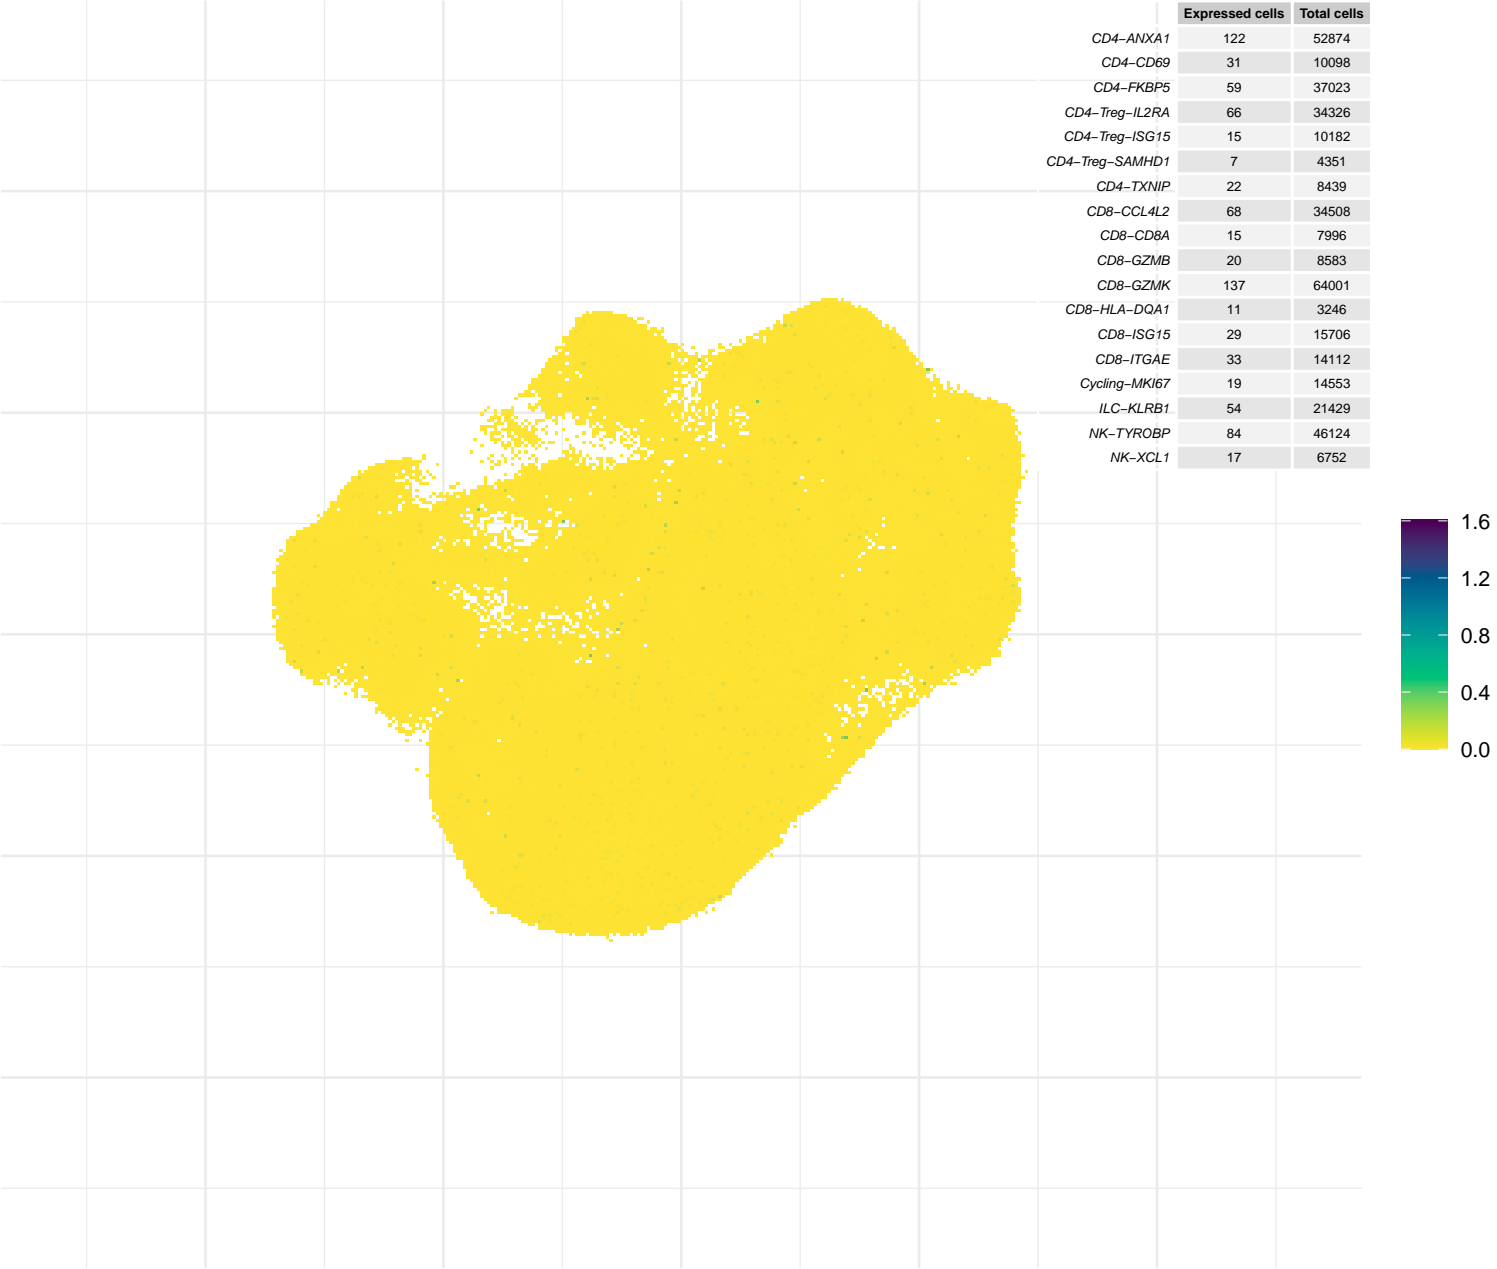 Expressed cells Total cells
CD4−ANXA1 122 52874
CD4−CD69 31 10098
CD4−FKBP5 59 37023
CD4−Treg−IL2RA 66 34326
CD4−Treg−ISG15 15 10182
CD4−Treg−SAMHD1 7 4351
CD4−TXNIP 22 8439
CD8−CCL4L2 68 34508
CD8−CD8A 15 7996
CD8−GZMB 20 8583
CD8−GZMK 137 64001
CD8−HLA−DQA1 11 3246
CD8−ISG15 29 15706
CD8−ITGAE 33 14112
Cycling−MKI67 19 14553
ILC−KLRB1 54 21429
NK−TYROBP 84 46124
NK−XCL1 17 6752
1.6
1.2
0.8
0.4
0.0